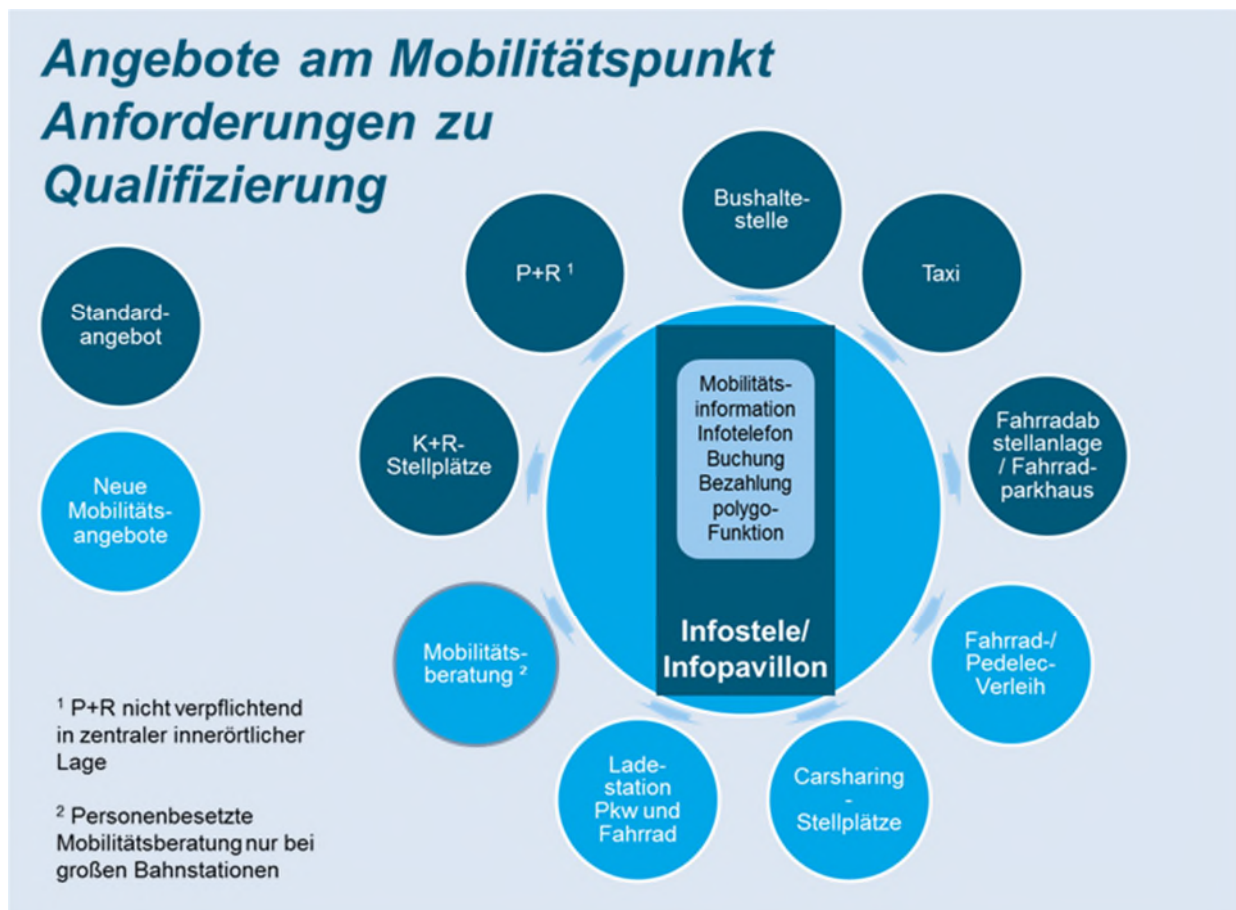 Angebote am Mobilitätspunkt
Anforderungen zu
Qualifizierung
Standard-
angebot
Neue
Mobilitäts-
angebote
Bushalte-
stelle
P+R ¹
Taxi
K+R-
Stellplätze
Fahrradab
stellanlage
/ Fahrrad-
parkhaus
Mobilitäts-
information
Infotelefon
Buchung
Bezahlung
polygo-
Funktion
Infostele/
Infopavillon
Mobilitäts-
beratung ²
Fahrrad-/
Pedelec-
Verleih
Lade-
station
Pkw und
Fahrrad
Carsharing
-
Stellplätze
¹ P+R nicht verpflichtend
in zentraler innerörtlicher
Lage
² Personenbesetzte
Mobilitätsberatung nur bei
großen Bahnstationen